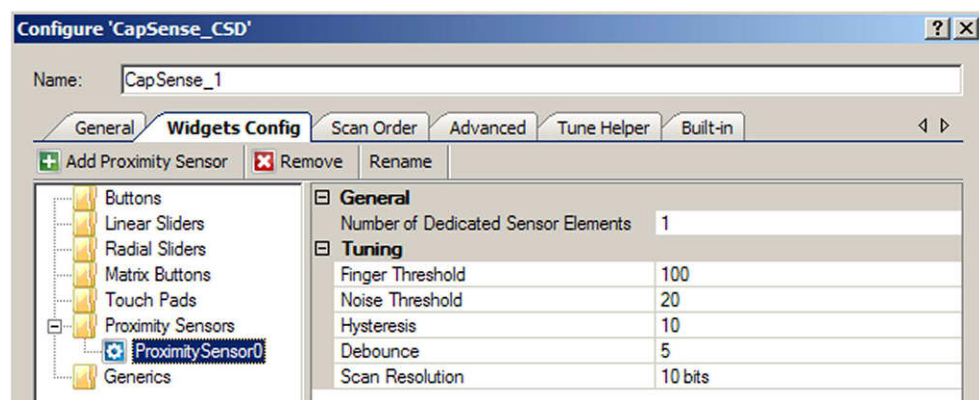 Configure 'CapSense_CSD'
Name: CapSense_1
General Widgets Config Scan Order Advanced Tune Helper Built-in
Add Proximity Sensor Remove Rename
Buttons
Linear Sliders
Radial Sliders
Matrix Buttons
Touch Pads
Proximity Sensors
ProximitySensor0
Generics
General
Number of Dedicated Sensor Elements 1
Tuning
Finger Threshold 100
Noise Threshold 20
Hysteresis 10
Debounce 5
Scan Resolution 10 bits